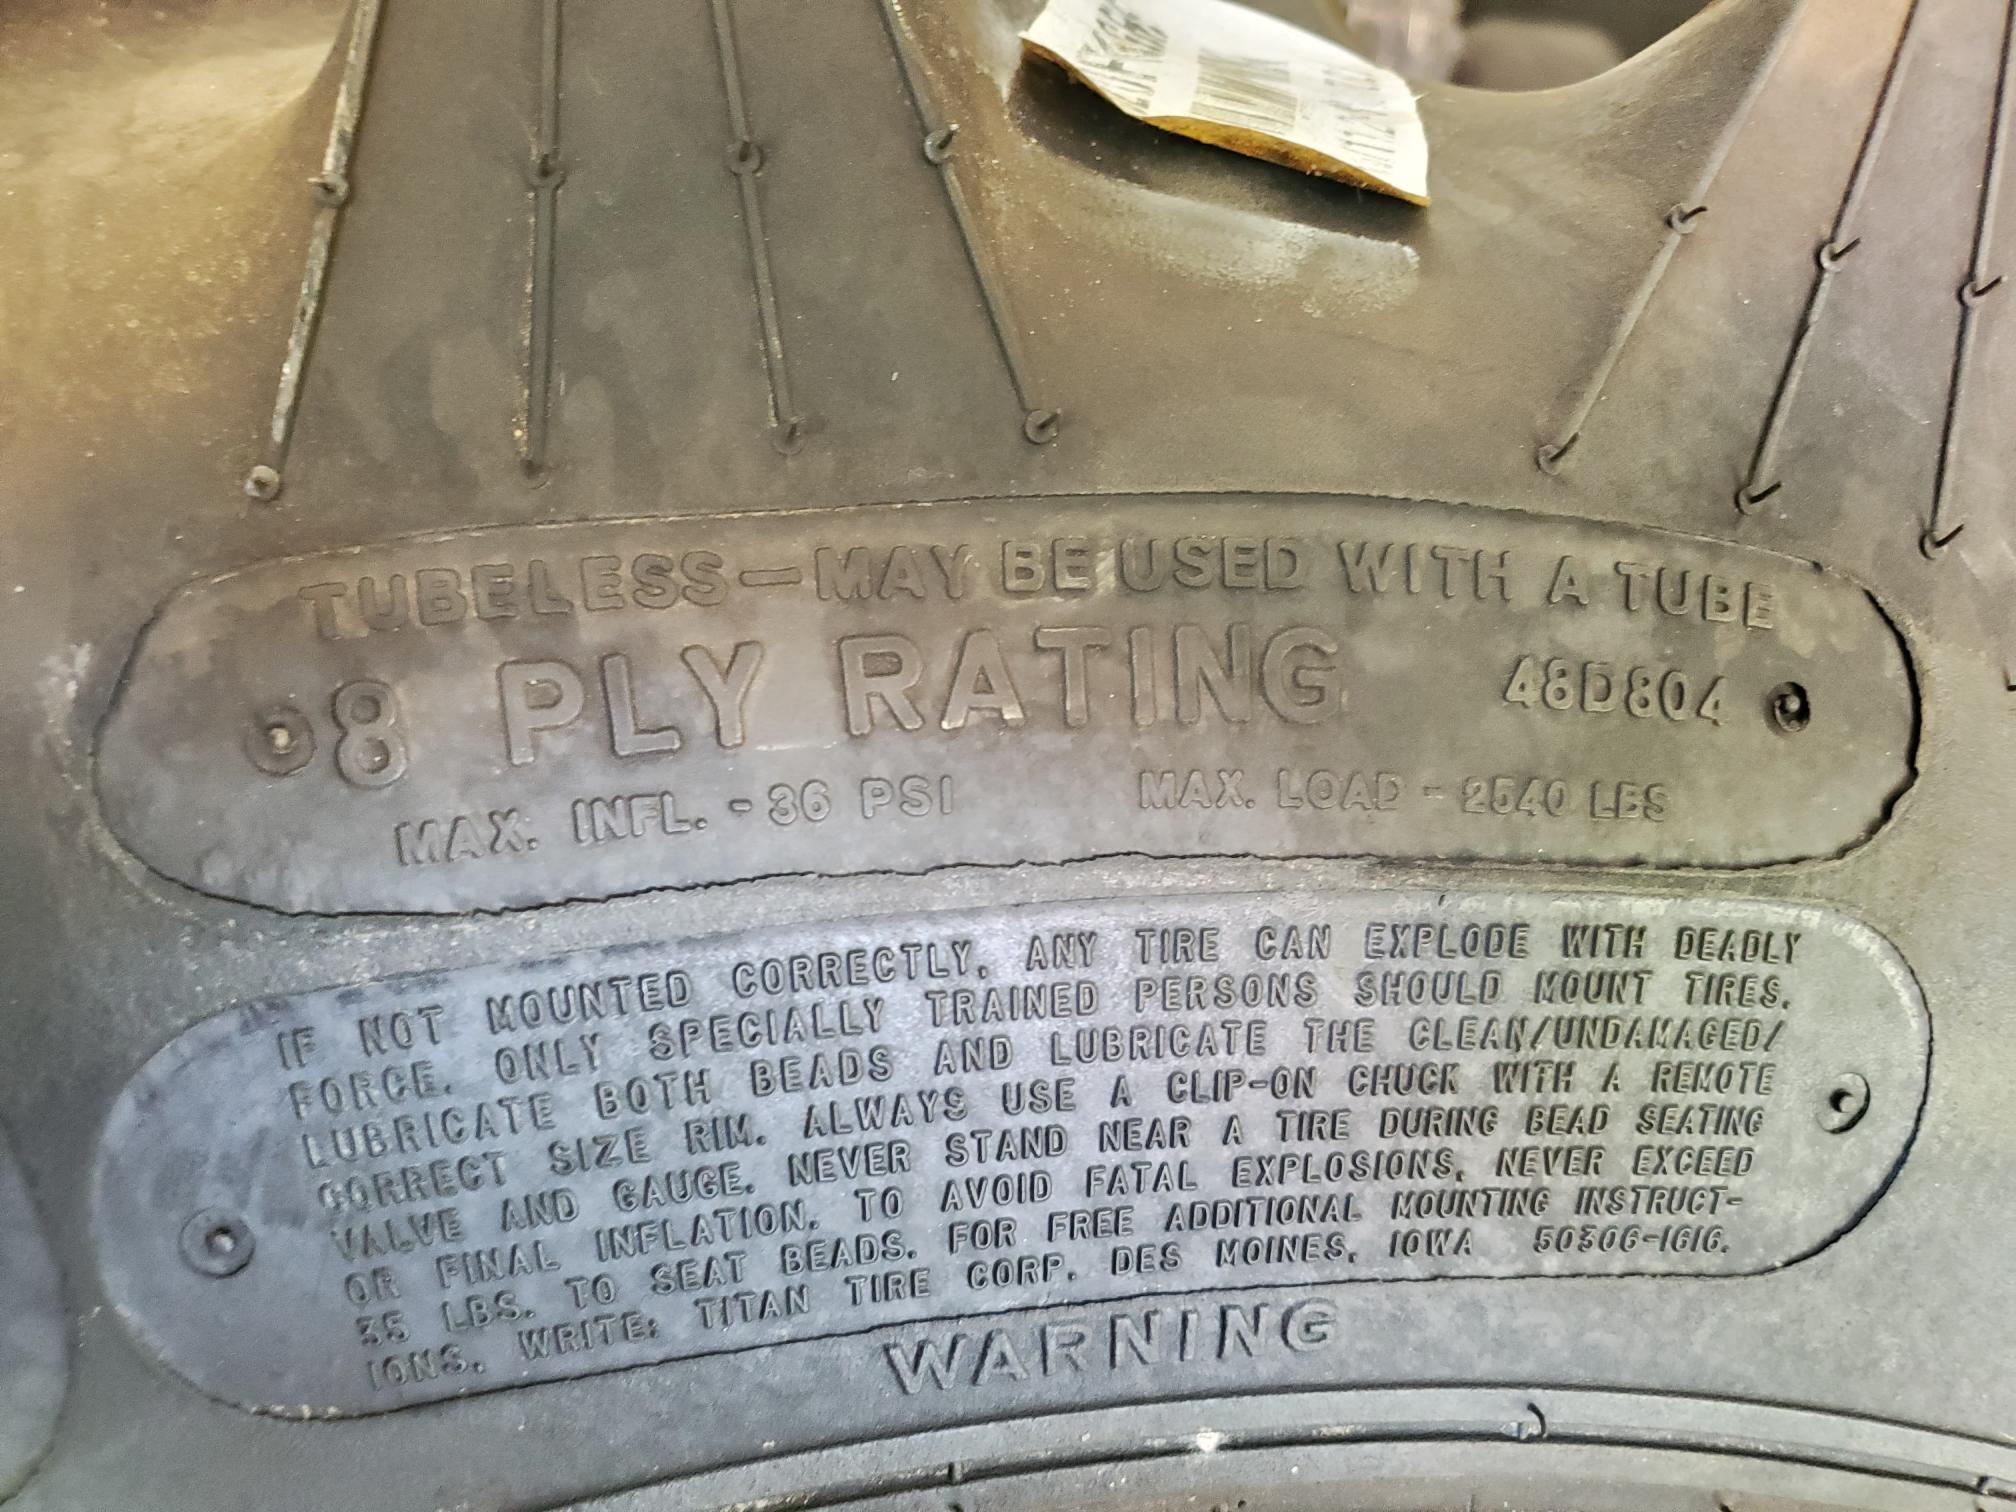 TUBELESS—MAY BE USED WITH A TUBE
8 PLY RATING 48D804
MAX. INFL. - 36 PSI MAX. LOAD - 2540 LBS
IF NOT MOUNTED CORRECTLY, ANY TIRE CAN EXPLODE WITH DEADLY
FORCE. ONLY SPECIALLY TRAINED PERSONS SHOULD MOUNT TIRES.
LUBRICATE BOTH BEADS AND LUBRICATE THE CLEAN/UNDAMAGED/
CORRECT SIZE RIM. ALWAYS USE A CLIP-ON CHUCK WITH A REMOTE
VALVE AND GAUGE. NEVER STAND NEAR A TIRE DURING BEAD SEATING
OR FINAL INFLATION. TO AVOID FATAL EXPLOSIONS, NEVER EXCEED
35 LBS. TO SEAT BEADS. FOR FREE ADDITIONAL MOUNTING INSTRUCT-
IONS. WRITE: TITAN TIRE CORP. DES MOINES, IOWA 50306-1616.
WARNING